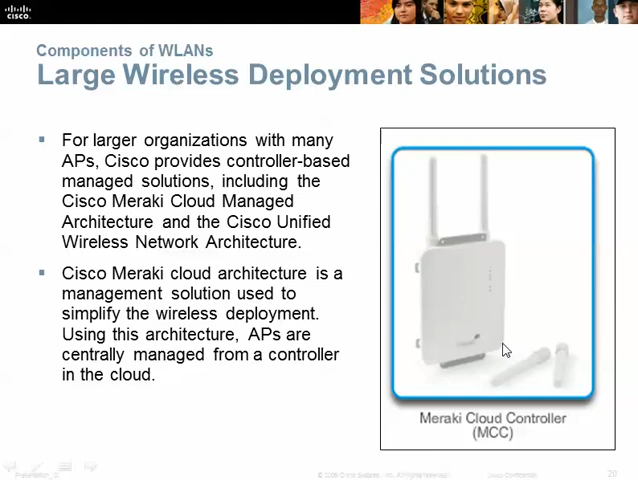 CISCO
Components of WLANs
Large Wireless Deployment Solutions
For larger organizations with many
APs, Cisco provides controller-based
managed solutions, including the
Cisco Meraki Cloud Managed
Architecture and the Cisco Unified
Wireless Network Architecture.
Cisco Meraki cloud architecture is a
management solution used to
simplify the wireless deployment.
Using this architecture, APs are
centrally managed from a controller
in the cloud.
Meraki Cloud Controller
(MCC)
Cisco Confidential
20